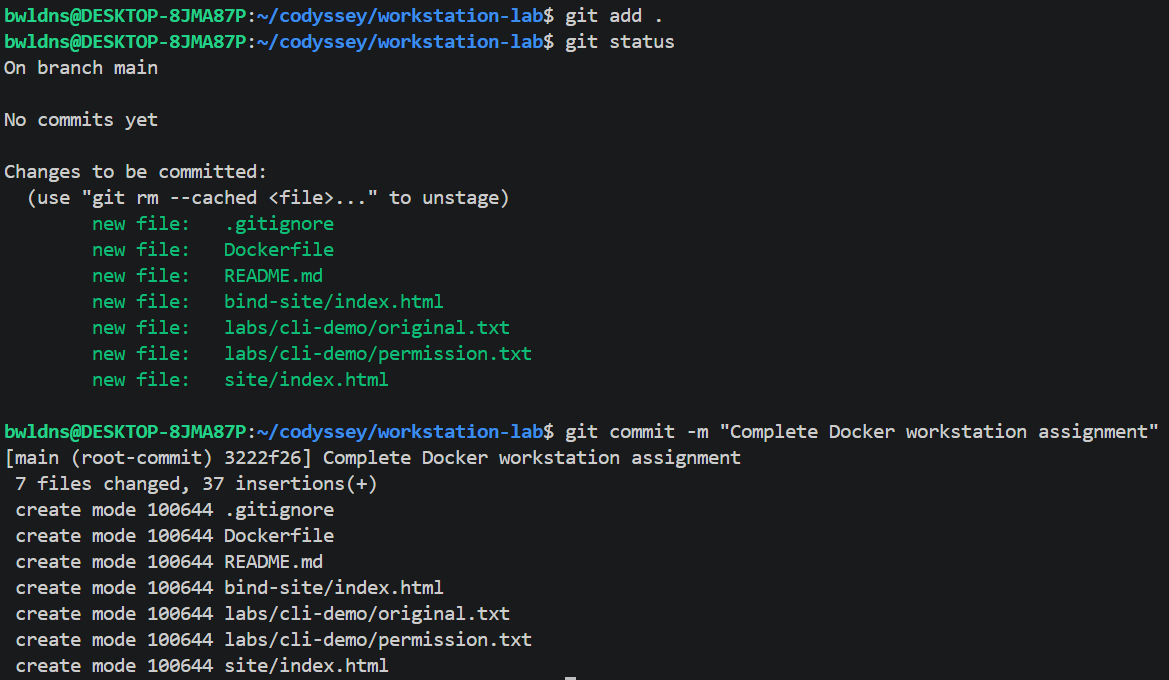 bwldns@DESKTOP-8JMA87P:~/codyssey/workstation-lab$ git add .
bwldns@DESKTOP-8JMA87P:~/codyssey/workstation-lab$ git status
On branch main

No commits yet

Changes to be committed:
  (use "git rm --cached <file>..." to unstage)
        new file:   .gitignore
        new file:   Dockerfile
        new file:   README.md
        new file:   bind-site/index.html
        new file:   labs/cli-demo/original.txt
        new file:   labs/cli-demo/permission.txt
        new file:   site/index.html

bwldns@DESKTOP-8JMA87P:~/codyssey/workstation-lab$ git commit -m "Complete Docker workstation assignment"
[main (root-commit) 3222f26] Complete Docker workstation assignment
 7 files changed, 37 insertions(+)
 create mode 100644 .gitignore
 create mode 100644 Dockerfile
 create mode 100644 README.md
 create mode 100644 bind-site/index.html
 create mode 100644 labs/cli-demo/original.txt
 create mode 100644 labs/cli-demo/permission.txt
 create mode 100644 site/index.html